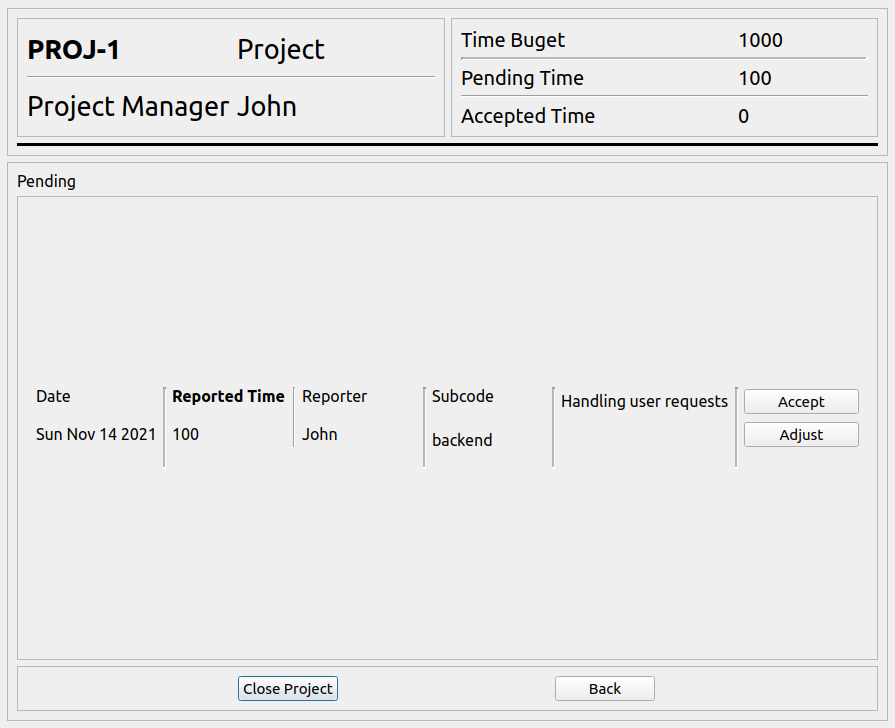 PROJ-1 Project
Project Manager John
Time Buget 1000
Pending Time 100
Accepted Time 0
Pending
Date Reported Time Reporter Subcode Handling user requests Accept
Sun Nov 14 2021 100 John backend Adjust
Close Project Back